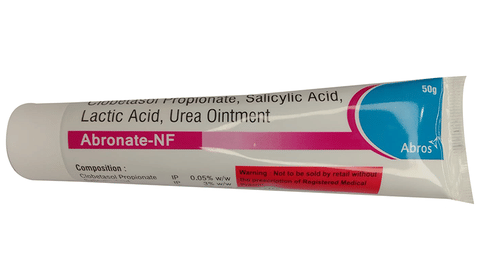 50g
Clobetasol Propionate, Salicylic Acid,
Lactic Acid, Urea Ointment
Abronate-NF
Abros
Composition :
Clobetasol Propionate IP 0.05% w/w
IP 3% w/w
Warning : Not to be sold by retail without
the prescription of Registered Medical